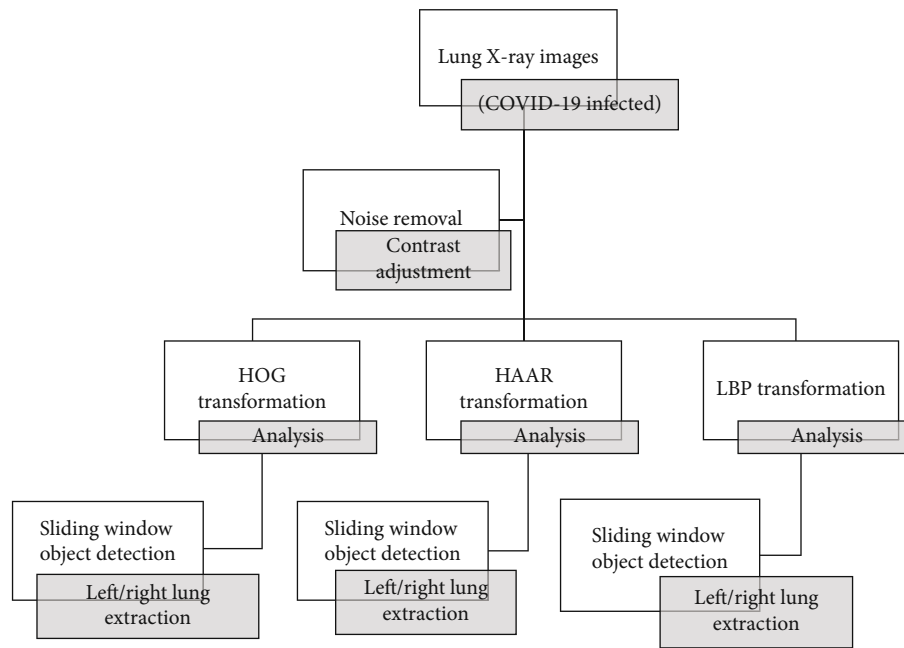 Lung X-ray images
(COVID-19 infected)
Noise removal
Contrast
adjustment
HOG
transformation
Analysis
HAAR
transformation
Analysis
LBP transformation
Analysis
Sliding window
object detection
Left/right lung
extraction
Sliding window
object detection
Left/right lung
extraction
Sliding window
object detection
Left/right lung
extraction